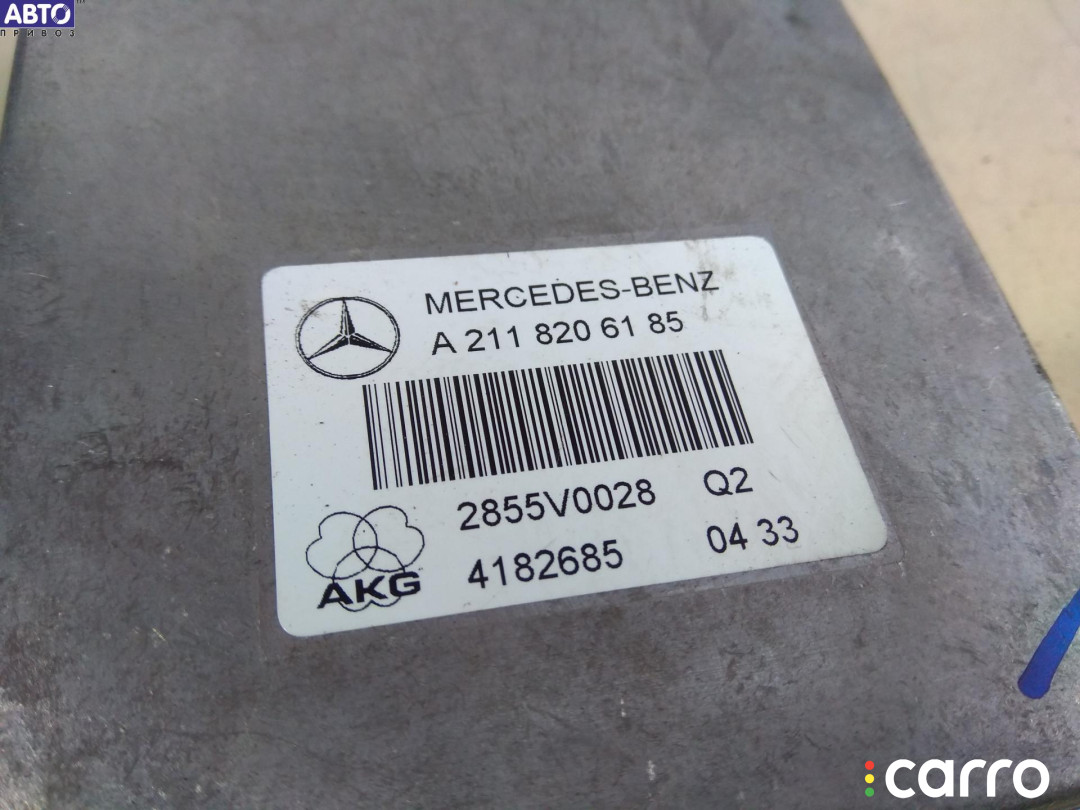 АВТО
ПРИВОЗ
MERCEDES-BENZ
A 211 820 61 85
2855V0028 Q2
4182685 04 33
AKG
carro